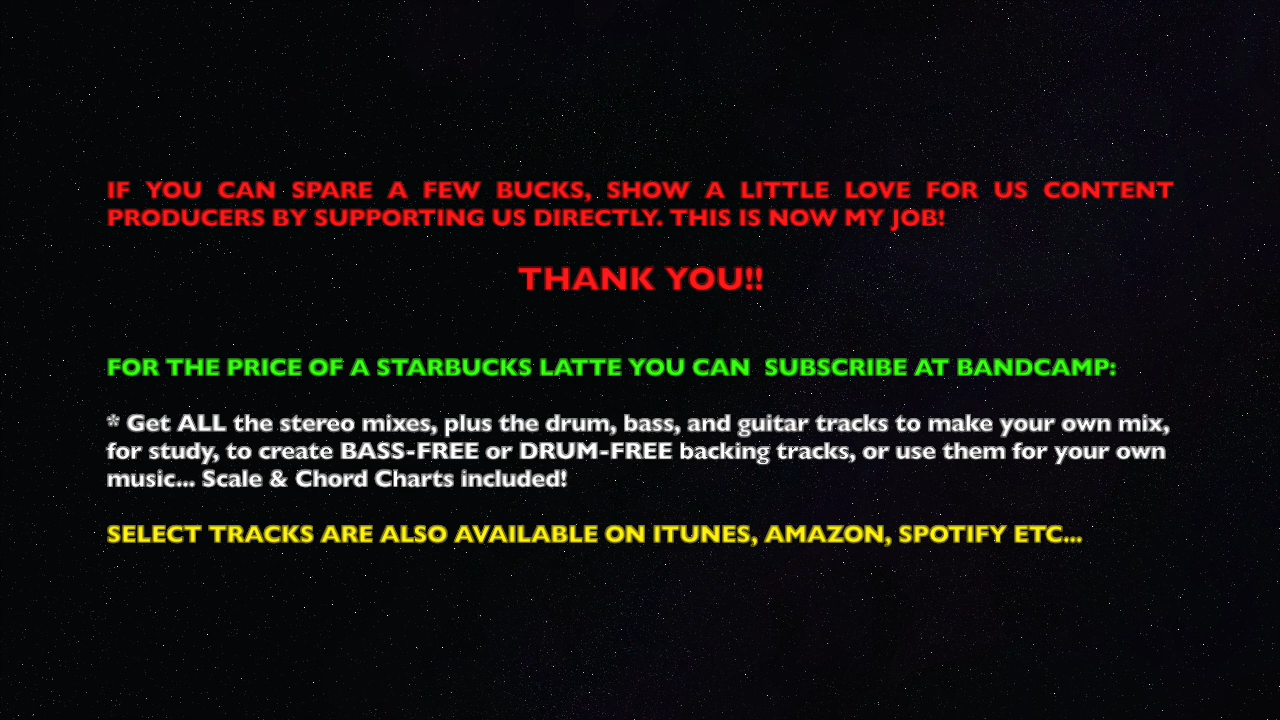 IF YOU CAN SPARE A FEW BUCKS, SHOW A LITTLE LOVE FOR US CONTENT
PRODUCERS BY SUPPORTING US DIRECTLY. THIS IS NOW MY JOB!
THANK YOU!!
FOR THE PRICE OF A STARBUCKS LATTE YOU CAN  SUBSCRIBE AT BANDCAMP:
* Get ALL the stereo mixes, plus the drum, bass, and guitar tracks to make your own mix,
for study, to create BASS-FREE or DRUM-FREE backing tracks, or use them for your own
music... Scale & Chord Charts included!
SELECT TRACKS ARE ALSO AVAILABLE ON ITUNES, AMAZON, SPOTIFY ETC...